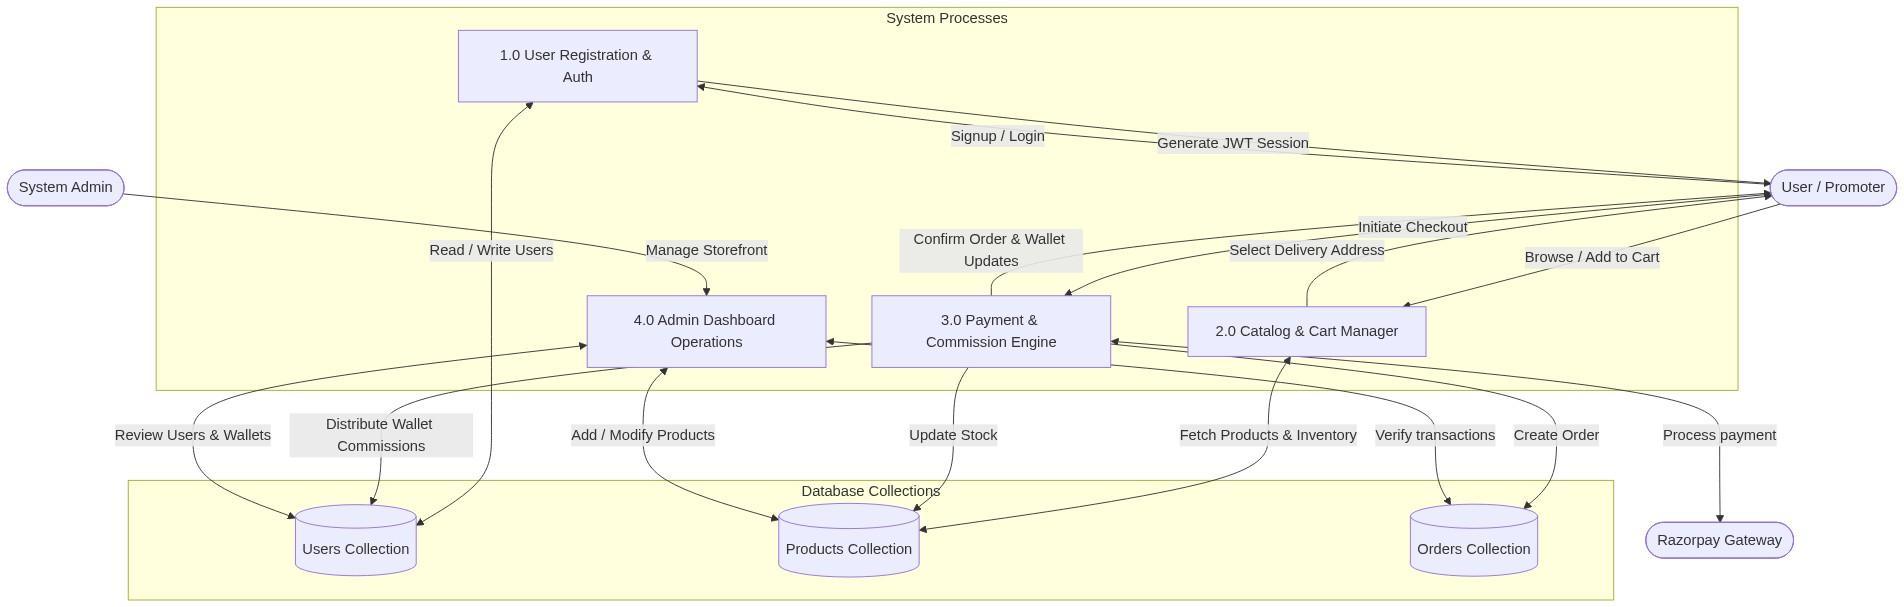 System Processes
1.0 User Registration &
Auth
Signup / Login
Generate JWT Session
System Admin
User / Promoter
Read / Write Users
Manage Storefront
Confirm Order & Wallet
Updates
Initiate Checkout
Select Delivery Address
Browse / Add to Cart
4.0 Admin Dashboard
Operations
3.0 Payment &
Commission Engine
2.0 Catalog & Cart Manager
Review Users & Wallets
Distribute Wallet
Commissions
Add / Modify Products
Update Stock
Fetch Products & Inventory
Verify transactions
Create Order
Process payment
Database Collections
Users Collection
Products Collection
Orders Collection
Razorpay Gateway